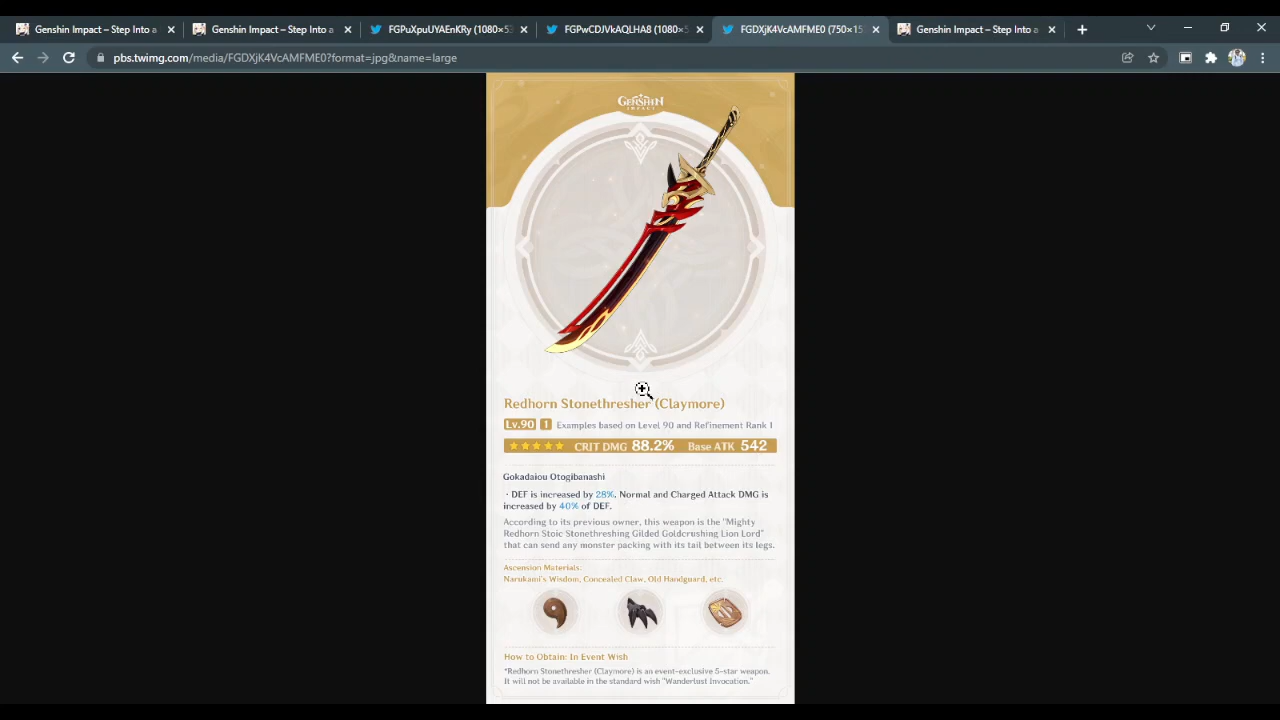 Genshin Impact – Step Into a
Genshin Impact – Step Into a
FGPuXpuUYAEnKRy (1080×5
FGPwCDJVkAQLHA8 (1080×5
FGDXjK4VcAMFME0 (750×15
Genshin Impact – Step Into a
pbs.twimg.com/media/FGDXjK4VcAMFME0?format=jpg&name=large
GENSHIN
IMPACT
Redhorn Stonethresher (Claymore)
Lv.90 1 Examples based on Level 90 and Refinement Rank 1
CRIT DMG 88.2% Base ATK 542
Gokadaiou Otogibanashi
· DEF is increased by 28%. Normal and Charged Attack DMG is
increased by 40% of DEF.
According to its previous owner, this weapon is the "Mighty
Redhorn Stoic Stonethreshing Gilded Goldcrushing Lion Lord"
that can send any monster packing with its tail between its legs.
Ascension Materials:
Narukami's Wisdom, Concealed Claw, Old Handguard, etc.
How to Obtain: In Event Wish
*Redhorn Stonethresher (Claymore) is an event-exclusive 5-star weapon.
It will not be available in the standard wish "Wanderlust Invocation."